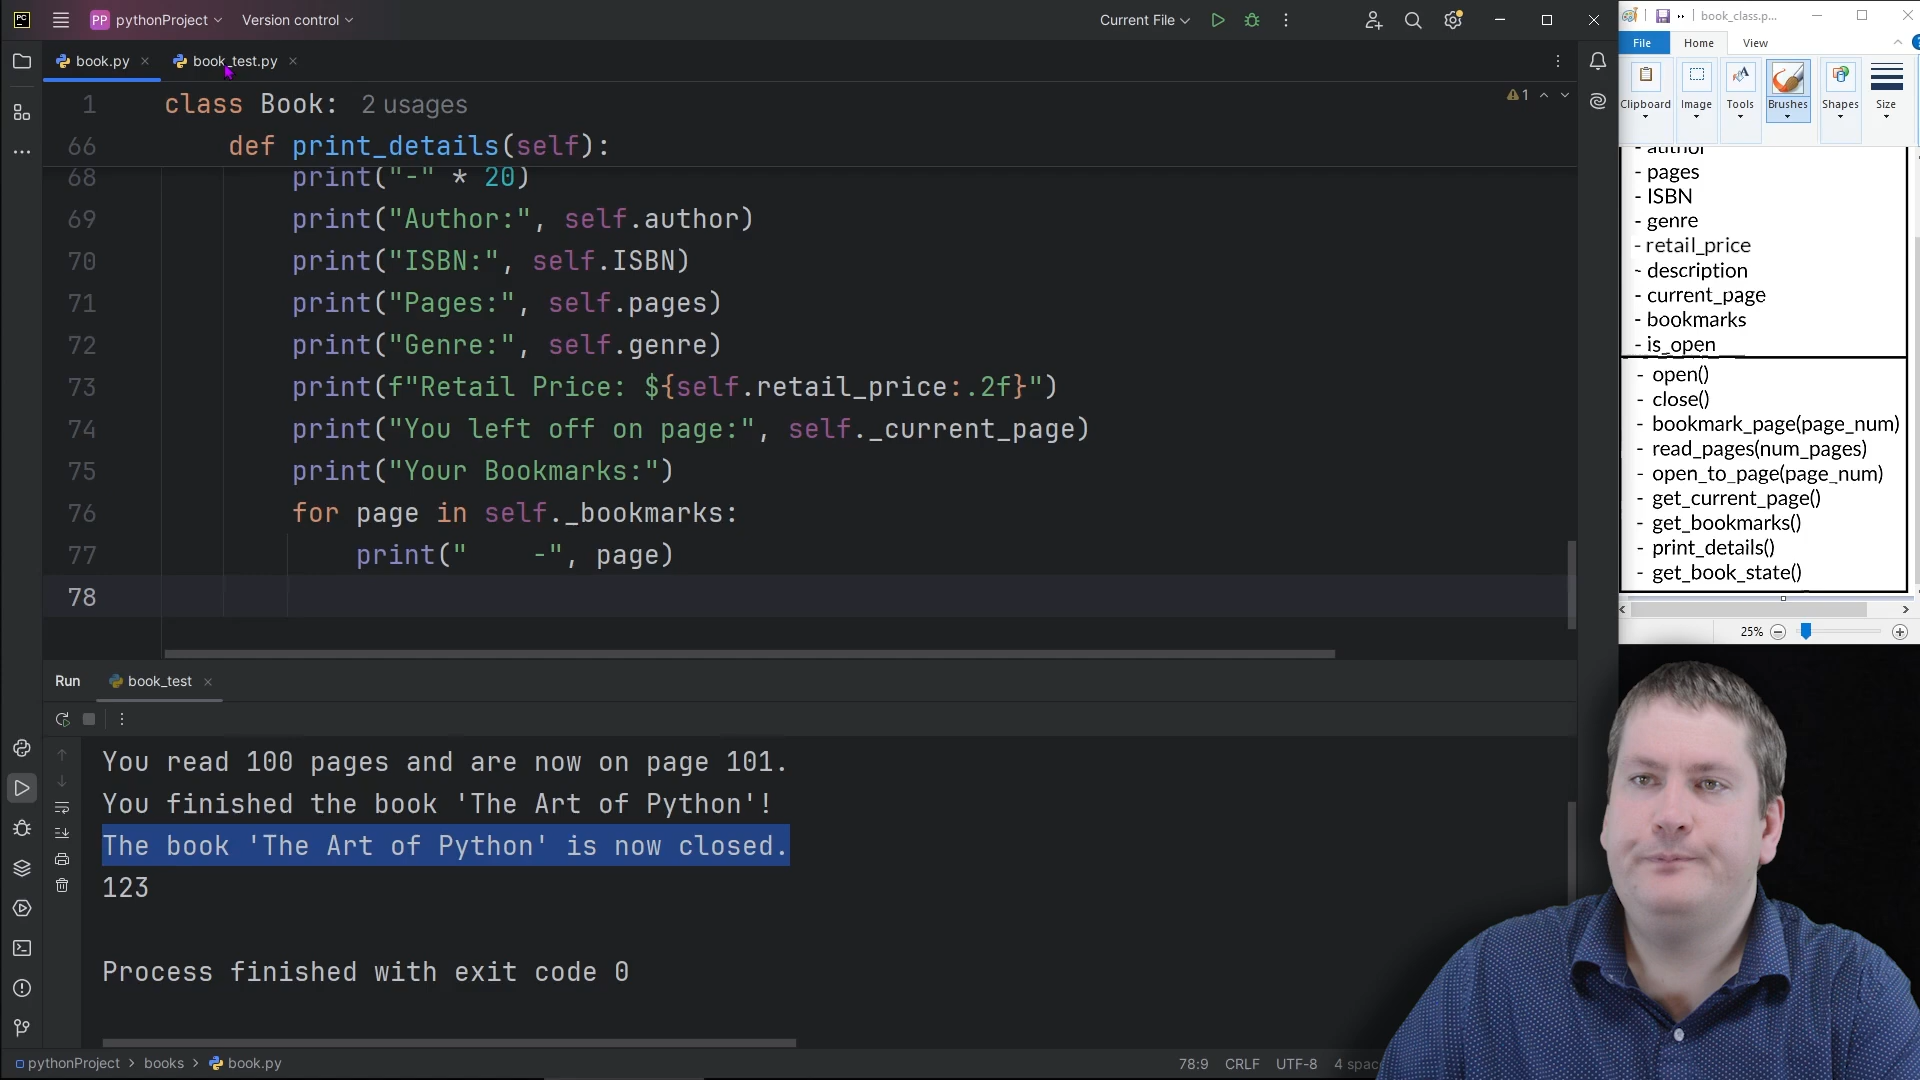 PC PP pythonProject Version control Current File
book.py book_test.py
1 class Book: 2 usages
66 def print_details(self):
68 print("-" * 20)
69 print("Author:", self.author)
70 print("ISBN:", self.ISBN)
71 print("Pages:", self.pages)
72 print("Genre:", self.genre)
73 print(f"Retail Price: ${self.retail_price:.2f}")
74 print("You left off on page:", self._current_page)
75 print("Your Bookmarks:")
76 for page in self._bookmarks:
77 print("    -", page)
78
1
Run book_test
You read 100 pages and are now on page 101.
You finished the book 'The Art of Python'!
The book 'The Art of Python' is now closed.
123
Process finished with exit code 0
pythonProject > books > book.py
78:9 CRLF UTF-8 4 spac
book_class.p...
File Home View
Clipboard Image Tools Brushes Shapes Size
- author
- pages
- ISBN
- genre
- retail_price
- description
- current_page
- bookmarks
- is_open
- open()
- close()
- bookmark_page(page_num)
- read_pages(num_pages)
- open_to_page(page_num)
- get_current_page()
- get_bookmarks()
- print_details()
- get_book_state()
25%